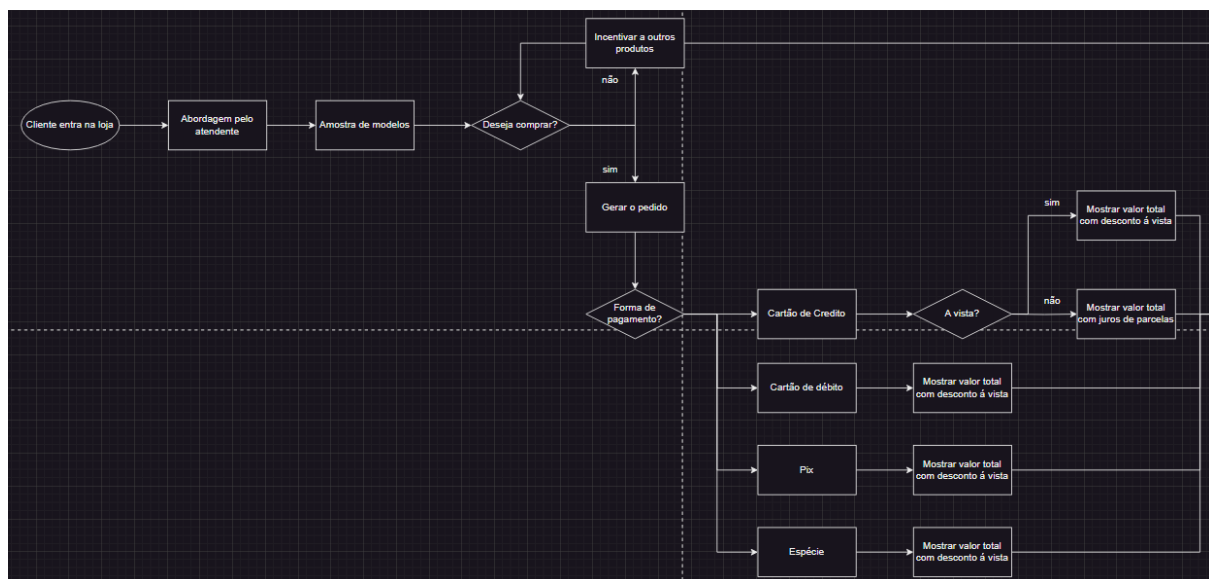 Incentivar a outros
produtos
não
Cliente entra na loja
Abordagem pelo
atendente
Amostra de modelos
Deseja comprar?
sim
Gerar o pedido
Forma de
pagamento?
Cartão de Credito
A vista?
sim
Mostrar valor total
com desconto á vista
não
Mostrar valor total
com juros de parcelas
Cartão de débito
Mostrar valor total
com desconto á vista
Pix
Mostrar valor total
com desconto á vista
Espécie
Mostrar valor total
com desconto á vista